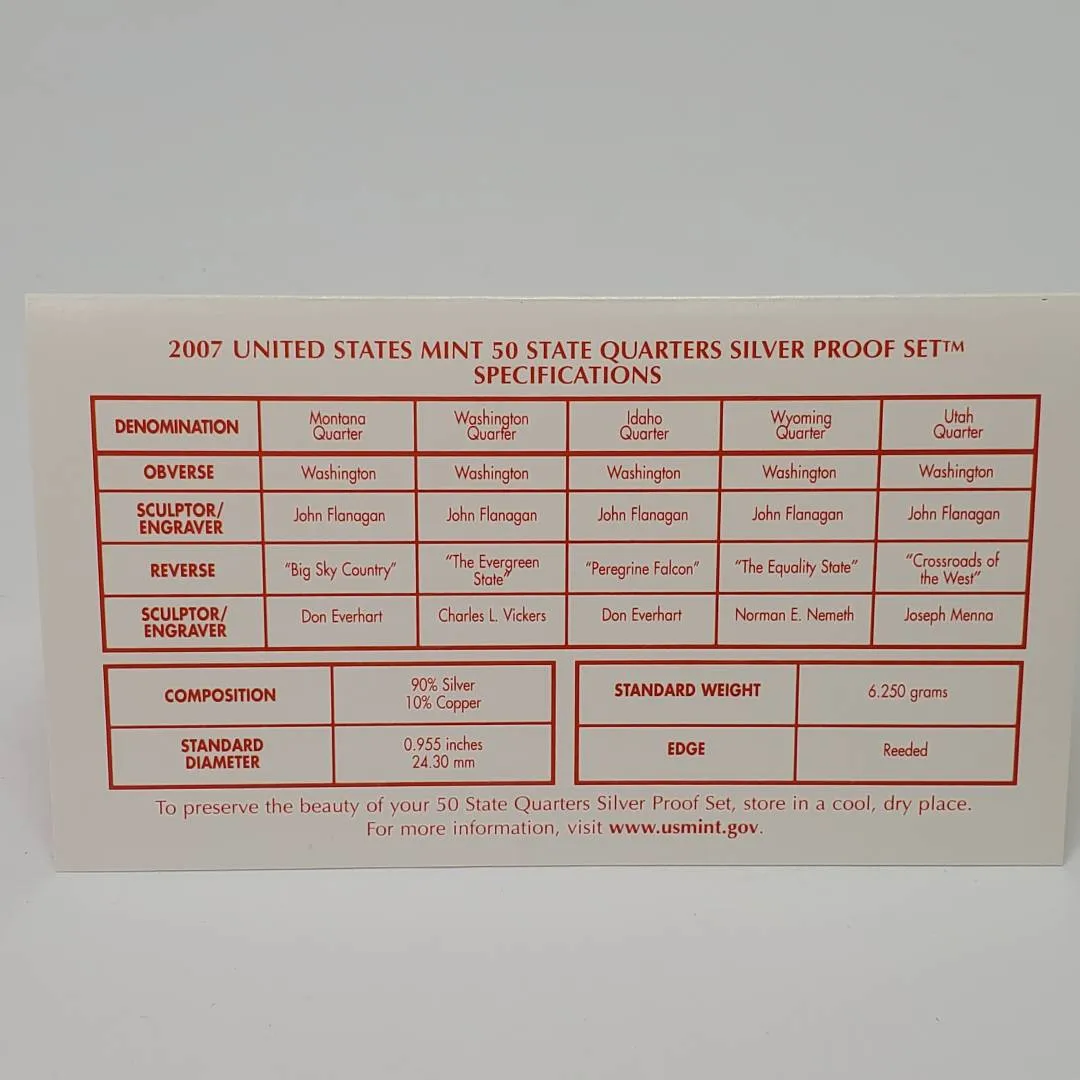 2007 UNITED STATES MINT 50 STATE QUARTERS SILVER PROOF SET™
SPECIFICATIONS
DENOMINATION
Montana
Quarter
Washington
Quarter
Idaho
Quarter
Wyoming
Quarter
Utah
Quarter
OBVERSE
Washington
Washington
Washington
Washington
Washington
SCULPTOR/
ENGRAVER
John Flanagan
John Flanagan
John Flanagan
John Flanagan
John Flanagan
REVERSE
"Big Sky Country"
"The Evergreen
State"
"Peregrine Falcon"
"The Equality State"
"Crossroads of
the West"
SCULPTOR/
ENGRAVER
Don Everhart
Charles L. Vickers
Don Everhart
Norman E. Nemeth
Joseph Menna
COMPOSITION
90% Silver
10% Copper
STANDARD
DIAMETER
0.955 inches
24.30 mm
STANDARD WEIGHT
6.250 grams
EDGE
Reeded
To preserve the beauty of your 50 State Quarters Silver Proof Set, store in a cool, dry place.
For more information, visit www.usmint.gov.